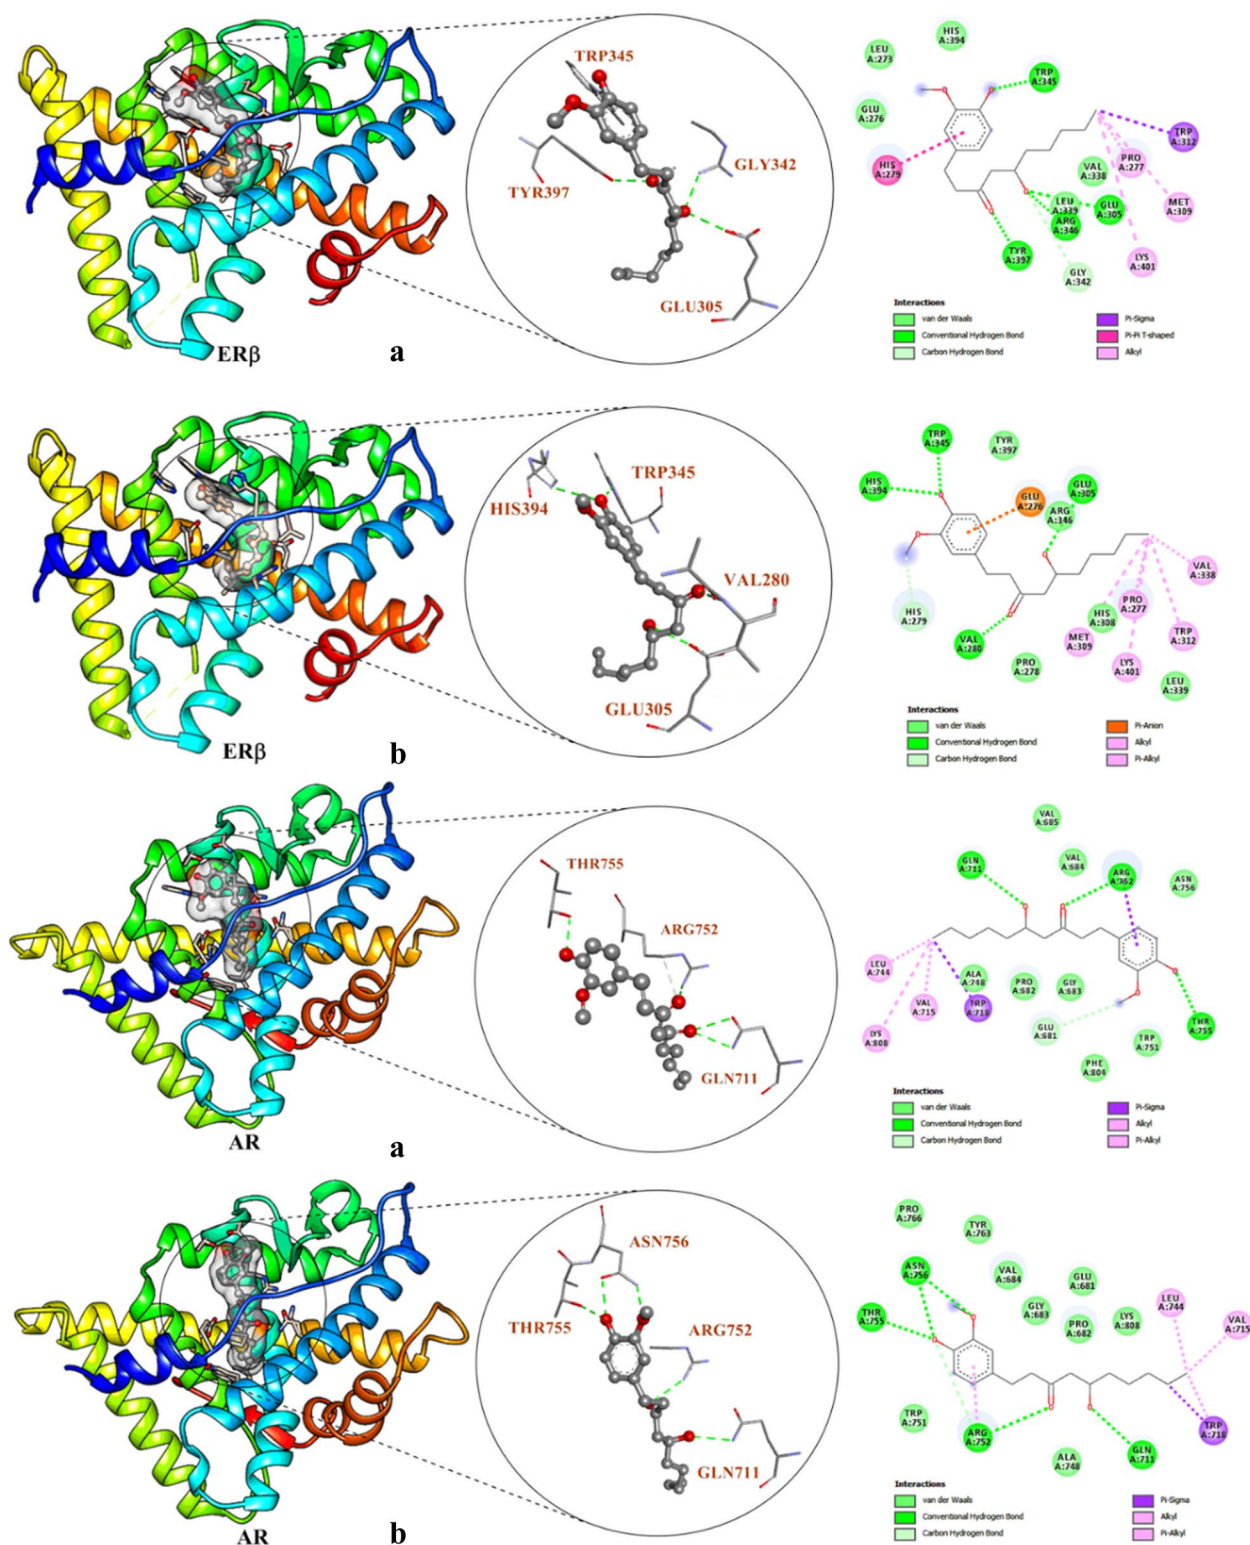 TRP345
GLY342
TYR397
GLU305
ERβ
a
HIS
A:394
LEU
A:273
TRP
A:345
GLU
A:276
TRP
A:312
HIS
A:279
VAL
A:338
PRO
A:277
LEU
A:339
GLU
A:305
MET
A:309
ARG
A:346
TYR
A:397
LYS
A:401
GLY
A:342
Interactions
van der Waals
Conventional Hydrogen Bond
Carbon Hydrogen Bond
Pi-Sigma
Pi-Pi T-shaped
Alkyl
HIS394
TRP345
VAL280
GLU305
ERβ
b
TRP
A:345
TYR
A:397
HIS
A:394
GLU
A:276
GLU
A:305
ARG
A:346
VAL
A:338
HIS
A:279
HIS
A:308
PRO
A:277
VAL
A:280
MET
A:309
TRP
A:312
PRO
A:278
LYS
A:401
LEU
A:339
Interactions
van der Waals
Conventional Hydrogen Bond
Carbon Hydrogen Bond
Pi-Anion
Alkyl
Pi-Alkyl
THR755
ARG752
GLN711
AR
a
VAL
A:685
GLN
A:711
VAL
A:684
ARG
A:752
ASN
A:756
LEU
A:744
ALA
A:748
PRO
A:682
GLY
A:683
LYS
A:808
VAL
A:715
TRP
A:718
GLU
A:681
THR
A:755
TRP
A:751
PHE
A:804
Interactions
van der Waals
Conventional Hydrogen Bond
Carbon Hydrogen Bond
Pi-Sigma
Alkyl
Pi-Alkyl
ASN756
THR755
ARG752
GLN711
AR
b
PRO
A:766
TYR
A:763
ASN
A:756
VAL
A:684
GLU
A:681
THR
A:755
GLY
A:683
PRO
A:682
LYS
A:808
LEU
A:744
VAL
A:715
TRP
A:751
ARG
A:752
ALA
A:748
GLN
A:711
TRP
A:718
Interactions
van der Waals
Conventional Hydrogen Bond
Carbon Hydrogen Bond
Pi-Sigma
Alkyl
Pi-Alkyl